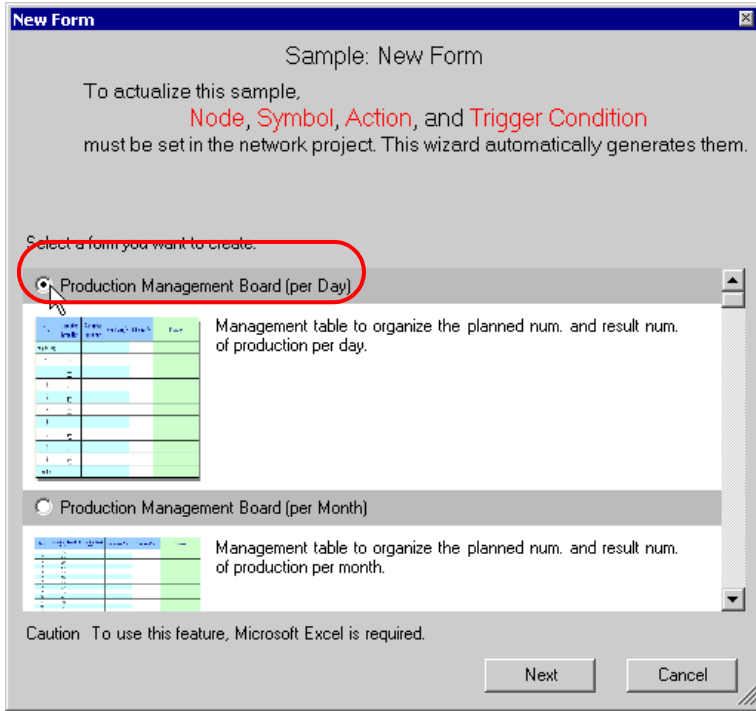 New Form
Sample: New Form
To actualize this sample,
Node, Symbol, Action, and Trigger Condition
must be set in the network project. This wizard automatically generates them.
Select a form you want to create.
Production Management Board (per Day)
Management table to organize the planned num. and result num.
of production per day.
Production Management Board (per Month)
Management table to organize the planned num. and result num.
of production per month.
Caution To use this feature, Microsoft Excel is required.
Next
Cancel